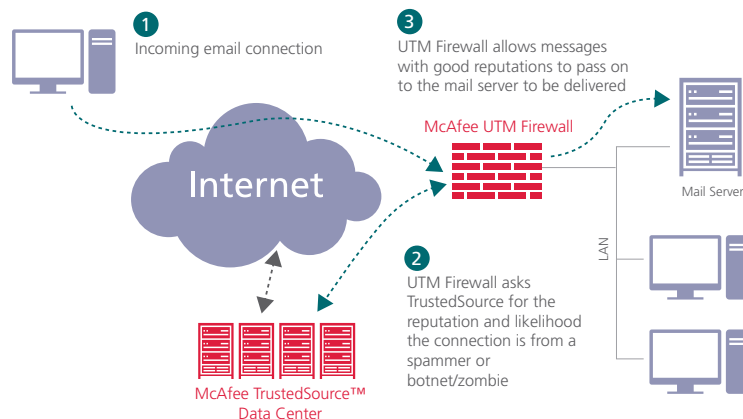 1
Incoming email connection
3
UTM Firewall allows messages
with good reputations to pass on
to the mail server to be delivered
McAfee UTM Firewall
Internet
Mail Server
LAN
2
UTM Firewall asks
TrustedSource for the
reputation and likelihood
the connection is from a
spammer or
botnet/zombie
McAfee TrustedSource™
Data Center